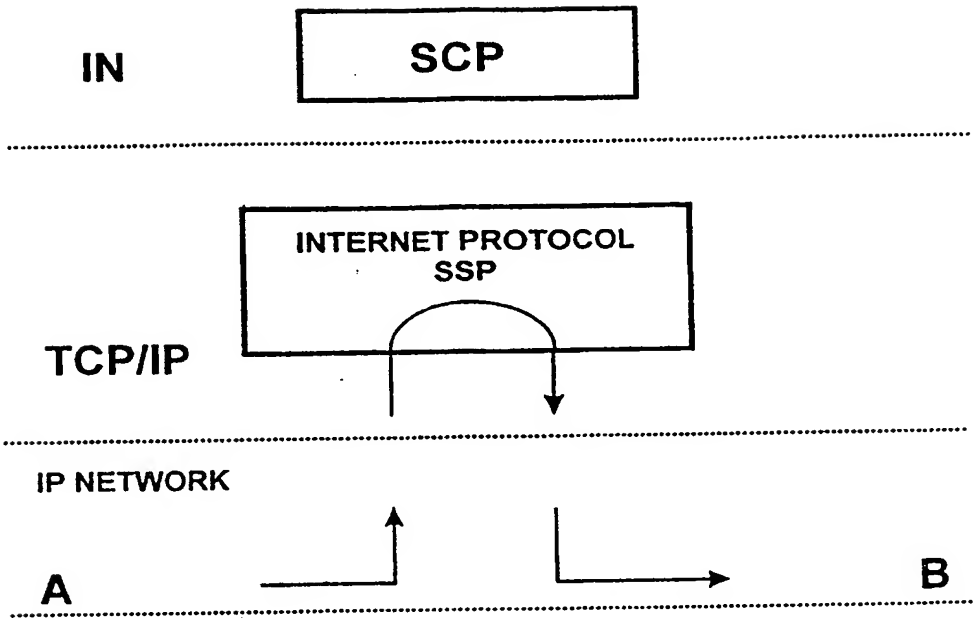 IN
SCP
INTERNET PROTOCOL
SSP
TCP/IP
IP NETWORK
A
B